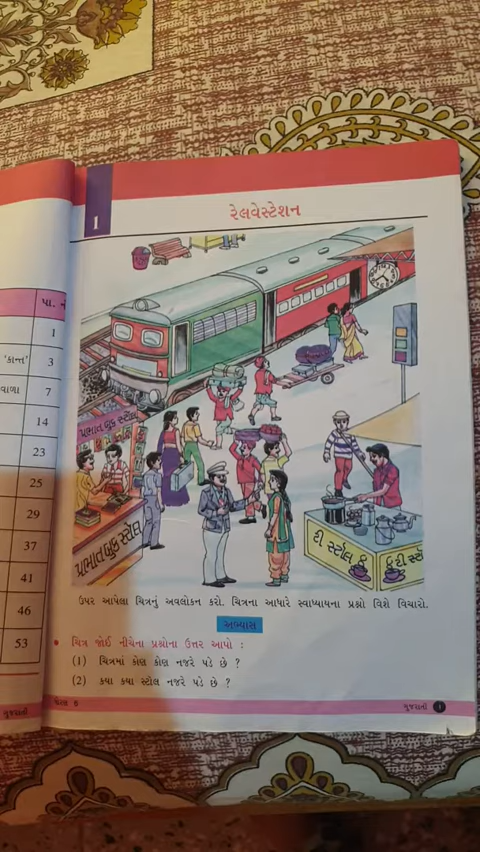 પા. ન
1
'કાન્ત' 3
વાળા 7
14
23
25
29
37
41
46
53
ગુજરાતી
1
રેલવેસ્ટેશન
પ્રભાત બુક સ્ટોલ
પ્રભાત બુક સ્ટોલ
ટી સ્ટોલ
ટી સ્ટો
ઉપર આપેલા ચિત્રનું અવલોકન કરો. ચિત્રના આધારે સ્વાધ્યાયના પ્રશ્નો વિશે વિચારો.
અભ્યાસ
• ચિત્ર જોઈ નીચેના પ્રશ્નોના ઉત્તર આપો :
(1) ચિત્રમાં કોણ કોણ નજરે પડે છે ?
(2) કયા કયા સ્ટોલ નજરે પડે છે ?
ધોરણ 6
ગુજરાતી 1